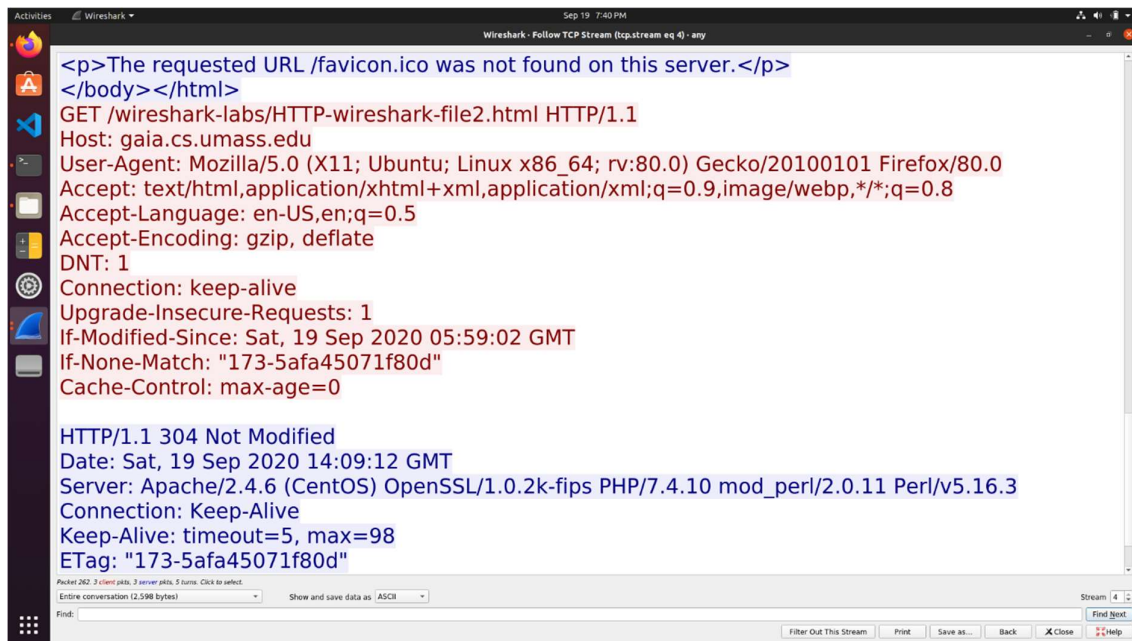 Activities Wireshark Sep 19 7:40 PM
Wireshark · Follow TCP Stream (tcp.stream eq 4) · any
<p>The requested URL /favicon.ico was not found on this server.</p>
</body></html>
GET /wireshark-labs/HTTP-wireshark-file2.html HTTP/1.1
Host: gaia.cs.umass.edu
User-Agent: Mozilla/5.0 (X11; Ubuntu; Linux x86_64; rv:80.0) Gecko/20100101 Firefox/80.0
Accept: text/html,application/xhtml+xml,application/xml;q=0.9,image/webp,*/*;q=0.8
Accept-Language: en-US,en;q=0.5
Accept-Encoding: gzip, deflate
DNT: 1
Connection: keep-alive
Upgrade-Insecure-Requests: 1
If-Modified-Since: Sat, 19 Sep 2020 05:59:02 GMT
If-None-Match: "173-5afa45071f80d"
Cache-Control: max-age=0
HTTP/1.1 304 Not Modified
Date: Sat, 19 Sep 2020 14:09:12 GMT
Server: Apache/2.4.6 (CentOS) OpenSSL/1.0.2k-fips PHP/7.4.10 mod_perl/2.0.11 Perl/v5.16.3
Connection: Keep-Alive
Keep-Alive: timeout=5, max=98
ETag: "173-5afa45071f80d"
Packet 262. 3 client pkts, 3 server pkts, 5 turns. Click to select.
Entire conversation (2,598 bytes) Show and save data as ASCII Stream 4
Find: Find Next
Filter Out This Stream Print Save as... Back Close Help